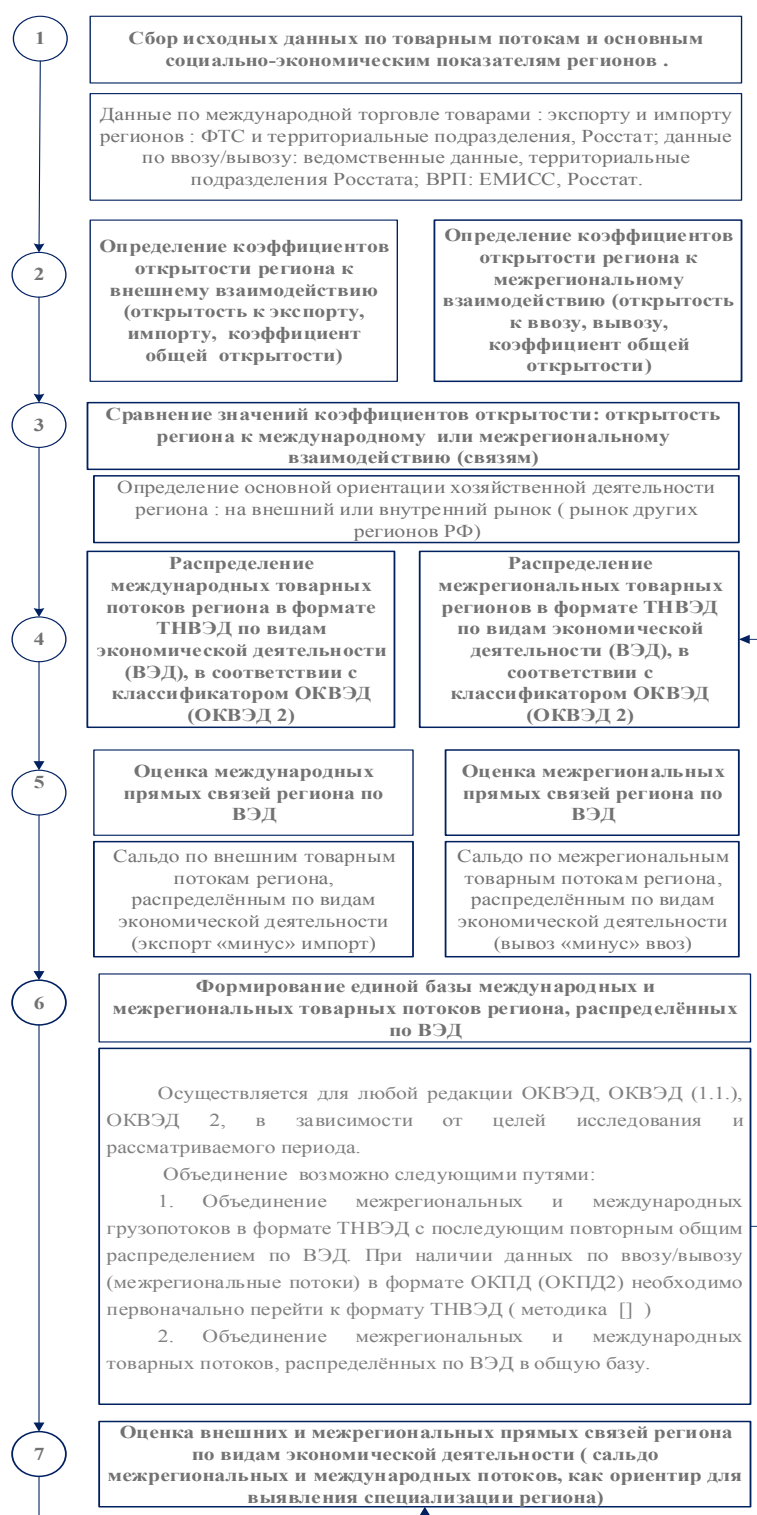 1
Сбор исходных данных по товарным потокам и основным
социально-экономическим показателям регионов .
Данные по международной торговле товарами : экспорту и импорту
регионов : ФТС и территориальные подразделения, Росстат; данные
по ввозу/вывозу: ведомственные данные, территориальные
подразделения Росстата; ВРП: ЕМИСС, Росстат.
2
Определение коэффициентов
открытости региона к
внешнему взаимодействию
(открытость к экспорту,
импорту, коэффициент
общей открытости)
Определение коэффициентов
открытости региона к
межрегиональному
взаимодействию (открытость
к ввозу, вывозу,
коэффициент общей
открытости)
3
Сравнение значений коэффициентов открытости: открытость
региона к международному или межрегиональному
взаимодействию (связям)
Определение основной ориентации хозяйственной деятельности
региона : на внешний или внутренний рынок ( рынок других
регионов РФ)
4
Распределение
международных товарных
потоков региона в формате
ТНВЭД по видам
экономической деятельности
(ВЭД), в соответствии с
классификатором ОКВЭД
(ОКВЭД 2)
Распределение
межрегиональных товарных
регионов в формате ТНВЭД
по видам экономической
деятельности (ВЭД), в
соответствии с
классификатором ОКВЭД
(ОКВЭД 2)
5
Оценка международных
прямых связей региона по
ВЭД
Оценка межрегиональных
прямых связей региона по
ВЭД
Сальдо по внешним товарным
потокам региона,
распределённым по видам
экономической деятельности
(экспорт «минус» импорт)
Сальдо по межрегиональным
товарным потокам региона,
распределённым по видам
экономической деятельности
(вывоз «минус» ввоз)
6
Формирование единой базы международных и
межрегиональных товарных потоков региона, распределённых
по ВЭД
Осуществляется для любой редакции ОКВЭД, ОКВЭД (1.1.),
ОКВЭД 2, в зависимости от целей исследования и
рассматриваемого периода.
Объединение возможно следующими путями:
1. Объединение межрегиональных и международных
грузопотоков в формате ТНВЭД с последующим повторным общим
распределением по ВЭД. При наличии данных по ввозу/вывозу
(межрегиональные потоки) в формате ОКПД (ОКПД2) необходимо
первоначально перейти к формату ТНВЭД ( методика [] )
2. Объединение межрегиональных и международных
товарных потоков, распределённых по ВЭД в общую базу.
7
Оценка внешних и межрегиональных прямых связей региона
по видам экономической деятельности ( сальдо
межрегиональных и международных потоков, как ориентир для
выявления специализации региона)